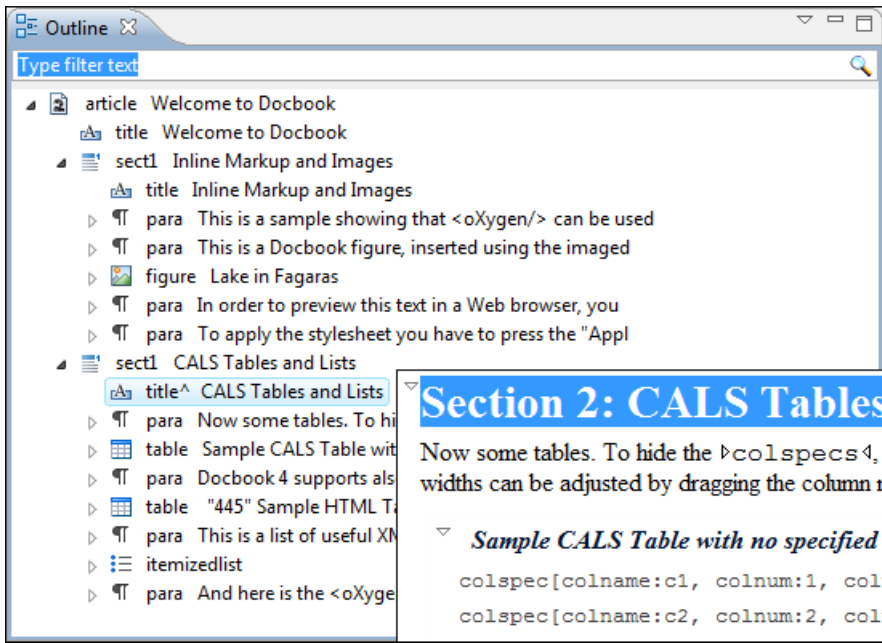 Outline
Type filter text
article Welcome to Docbook
title Welcome to Docbook
sect1 Inline Markup and Images
title Inline Markup and Images
para This is a sample showing that <oXygen/> can be used
para This is a Docbook figure, inserted using the imaged
figure Lake in Fagaras
para In order to preview this text in a Web browser, you
para To apply the stylesheet you have to press the "Appl
sect1 CALS Tables and Lists
title^ CALS Tables and Lists
para Now some tables. To hi
table Sample CALS Table wit
para Docbook 4 supports als
table "445" Sample HTML Ta
para This is a list of useful XM
itemizedlist
para And here is the <oXyge
Section 2: CALS Tables
Now some tables. To hide the colspecs,
widths can be adjusted by dragging the column
Sample CALS Table with no specified
colspec[colname:c1, colnum:1, col
colspec[colname:c2, colnum:2, col